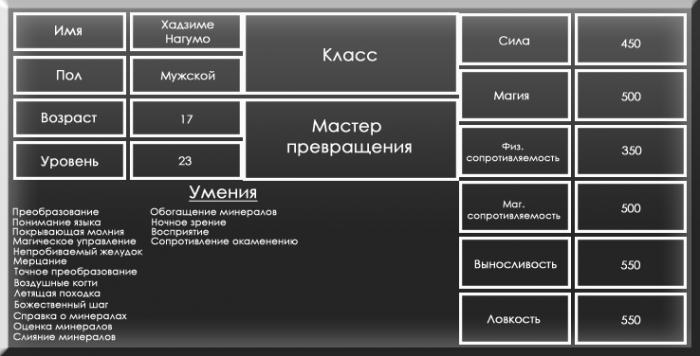 Имя
Хадзиме
Нагумо
Пол
Мужской
Возраст
17
Уровень
23
Класс
Мастер
превращения
Сила
450
Магия
500
Физ.
сопротивляемость
350
Маг.
сопротивляемость
500
Выносливость
550
Ловкость
550
Умения
Преобразование
Понимание языка
Покрывающая молния
Магическое управление
Непробиваемый желудок
Мерцание
Точное преобразование
Воздушные когти
Летящая походка
Божественный шаг
Справка о минералах
Оценка минералов
Слияние минералов
Обогащение минералов
Ночное зрение
Восприятие
Сопротивление окаменению